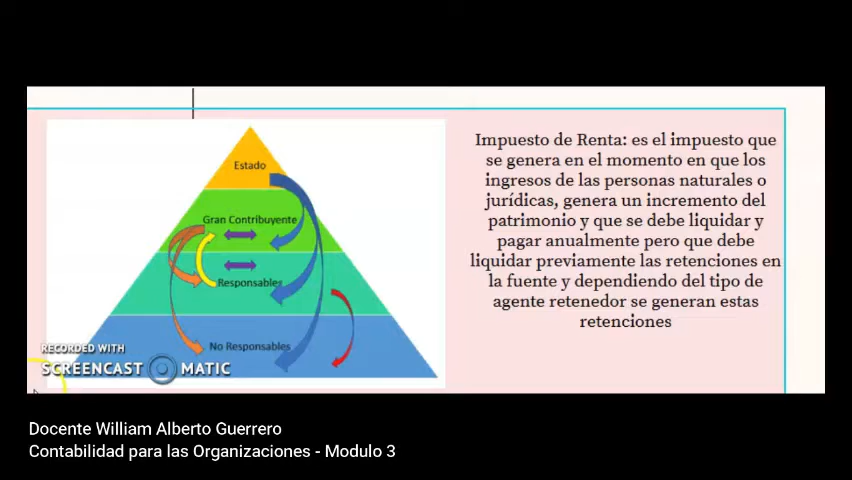 Estado
Gran Contribuyente
Responsables
No Responsables
RECORDED WITH
SCREENCAST MATIC
Impuesto de Renta: es el impuesto que
se genera en el momento en que los
ingresos de las personas naturales o
jurídicas, genera un incremento del
patrimonio y que se debe liquidar y
pagar anualmente pero que debe
liquidar previamente las retenciones en
la fuente y dependiendo del tipo de
agente retenedor se generan estas
retenciones
Docente William Alberto Guerrero
Contabilidad para las Organizaciones - Modulo 3